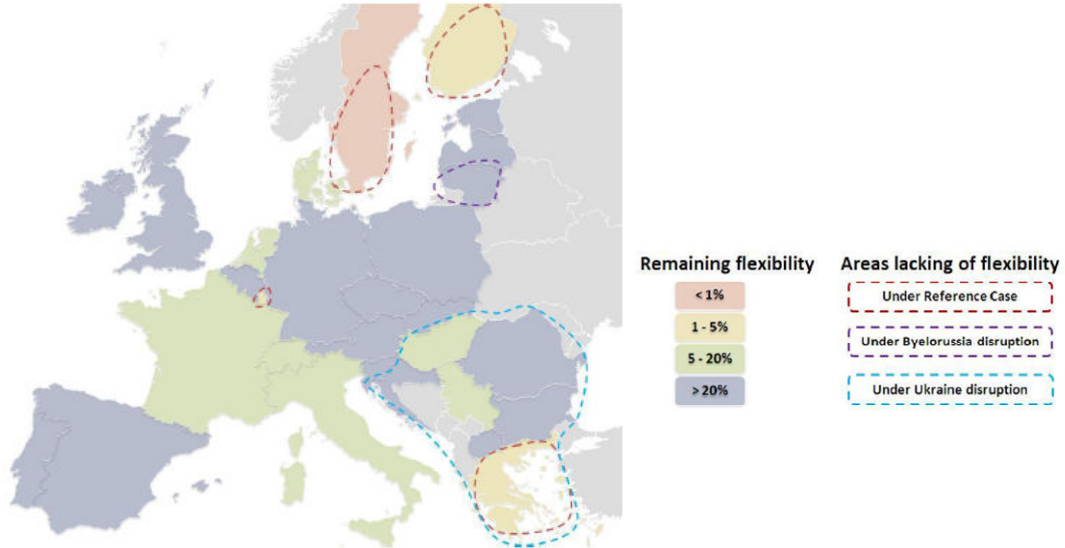 Remaining flexibility
< 1%
1 - 5%
5 - 20%
> 20%
Areas lacking of flexibility
Under Reference Case
Under Byelorussia disruption
Under Ukraine disruption